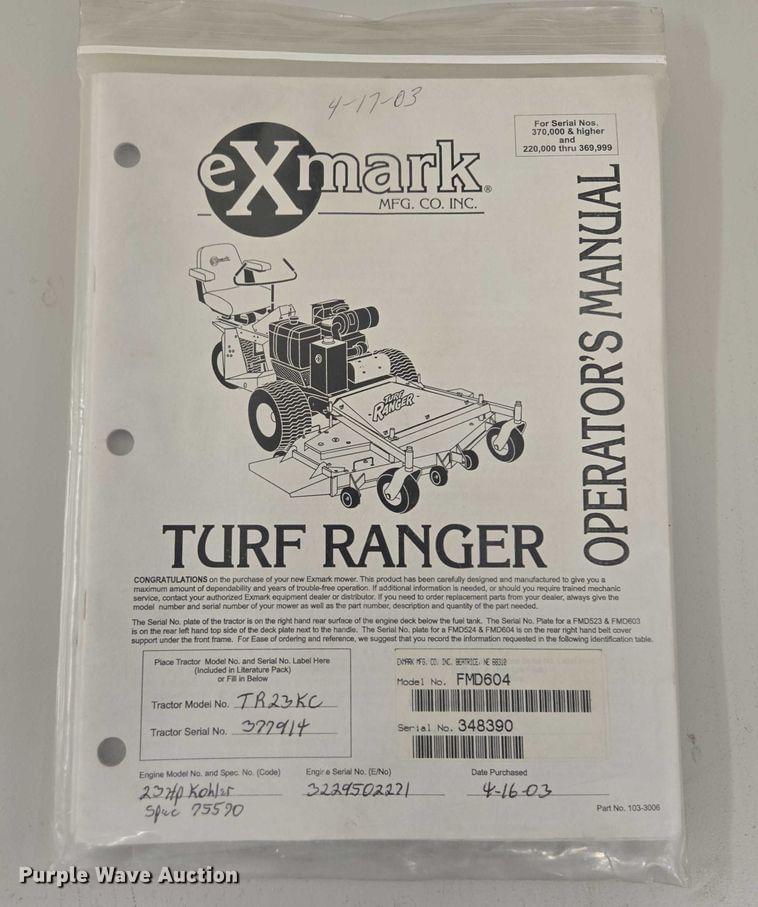 4-17-03
For Serial Nos.
370,000 & higher
and
220,000 thru 369,999
eXmark®
MFG. CO. INC.
OPERATOR'S MANUAL
eXmark
TURF
RANGER
TURF RANGER
CONGRATULATIONS on the purchase of your new Exmark mower. This product has been carefully designed and manufactured to give you a
maximum amount of dependability and years of trouble-free operation. If additional information is needed, or should you require trained mechanic
service, contact your authorized Exmark equipment dealer or distributor. If you need to order replacement parts from your dealer, always give the
model number and serial number of your mower as well as the part number, description and quantity of the part needed.
The Serial No. plate of the tractor is on the right hand rear surface of the engine deck below the fuel tank. The Serial No. Plate for a FMD523 & FMD603
is on the rear left hand top side of the deck plate next to the handle. The Serial No. plate for a FMD524 & FMD604 is on the rear right hand belt cover
support under the front frame. For Ease of ordering and reference, we suggest that you record the information requested in the following identification table.
Place Tractor Model No. and Serial No. Label Here
(Included in Literature Pack)
or Fill in Below
Tractor Model No. TR23KC
Tractor Serial No. 377914
EXMARK MFG. CO. INC. BEATRICE, NE 68310
Model No. FMD604
Serial No. 348390
Engine Model No. and Spec. No. (Code)
23Hp Kohler
Spec 75570
Engine Serial No. (E/No)
3229502271
Date Purchased
4-16-03
Part No. 103-3006
Purple Wave Auction